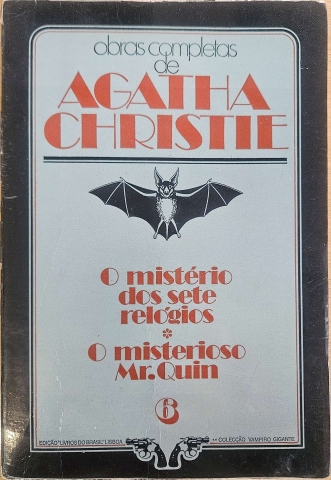 obras completas
de
AGATHA
CHRISTIE
O mistério
dos sete
relógios
*
O misterioso
Mr. Quin
6
EDIÇÃO "LIVROS DO BRASIL" LISBOA
COLECÇÃO VAMPIRO GIGANTE